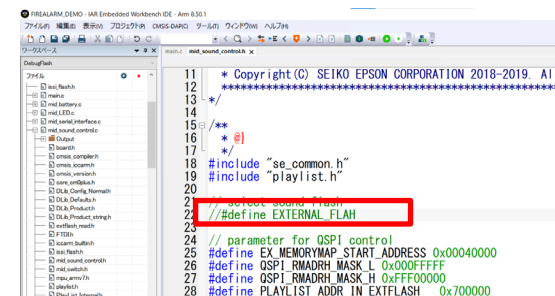 FIREALARM_DEMO - IAR Embedded Workbench IDE - Arm 8.50.1
ファイル(F) 編集(E) 表示(V) プロジェクト(P) CMSIS-DAP(C) ツール(T) ウィンドウ(W) ヘルプ(H)
ワークスペース
main.c mid_sound_control.h x
DebugFlash
ファイル
issi_flash.h
main.c
mid_battery.c
mid_LED.c
mid_serial_interface.c
mid_sound_control.c
Output
board.h
cmsis_compiler.h
cmsis_iccarm.h
cmsis_version.h
core_cm0plus.h
DLib_Config_Normal.h
DLib_Defaults.h
DLib_Product.h
DLib_Product_string.h
extflash_read.h
FTDI.h
iccarm_builtin.h
issi_flash.h
mid_sound_control.h
mid_switch.h
mpu_armv7.h
playlist.h
PlayList_Internal.h
11 * Copyright(C) SEIKO EPSON CORPORATION 2018-2019. Al
12 ****************************************************
13 */
14
15 /**
16 * @}
17 */
18 #include "se_common.h"
19 #include "playlist.h"
20
21 // select sound flash
22 //#define EXTERNAL_FLAH
23
24 // parameter for QSPI control
25 #define EX_MEMORYMAP_START_ADDRESS 0x00040000
26 #define QSPI_RMADRH_MASK_L 0x000FFFFF
27 #define QSPI_RMADRH_MASK_H 0xFFF00000
28 #define PLAYLIST_ADDR_IN_EXTFLASH 0x700000